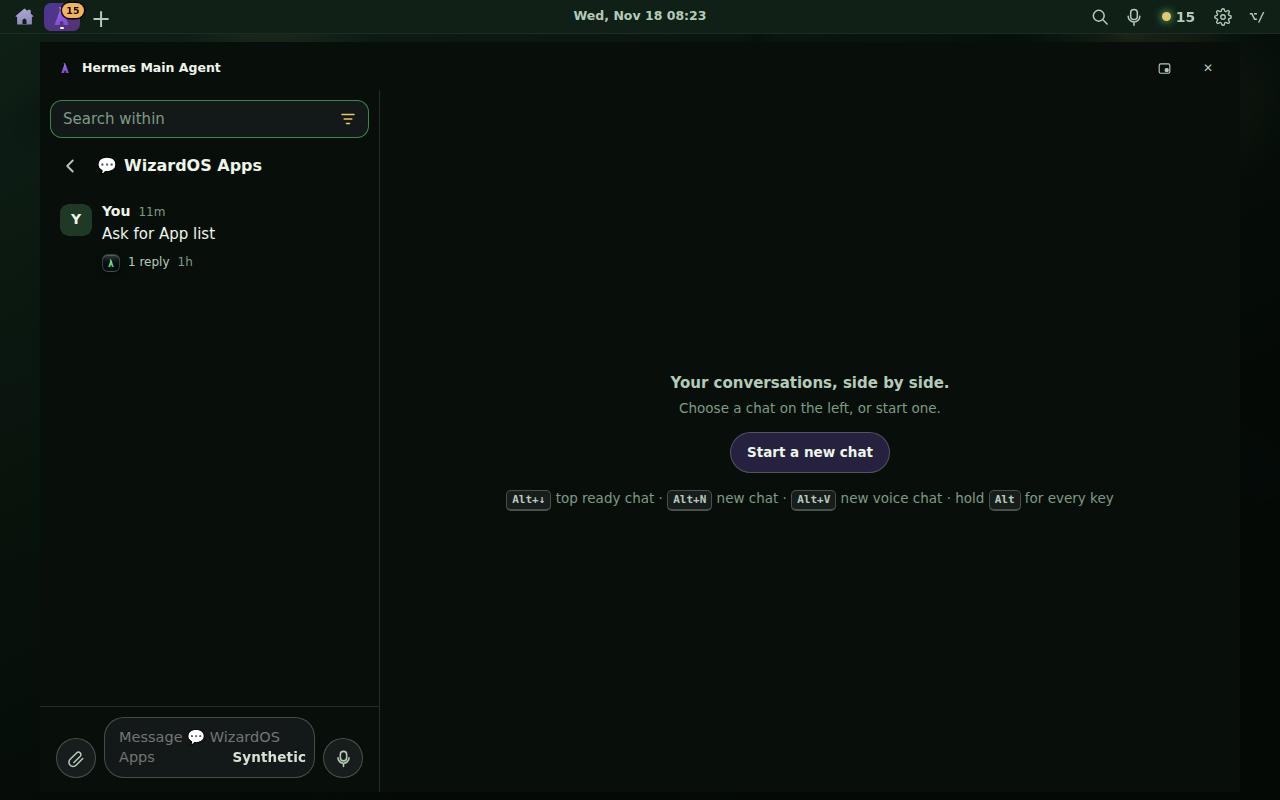 15
Wed, Nov 18 08:23
15
⌥/
Hermes Main Agent
Search within
💬 WizardOS Apps
Y
You 11m
Ask for App list
1 reply 1h
Your conversations, side by side.
Choose a chat on the left, or start one.
Start a new chat
Alt+↓ top ready chat · Alt+N new chat · Alt+V new voice chat · hold Alt for every key
Message 💬 WizardOS
Apps
Synthetic